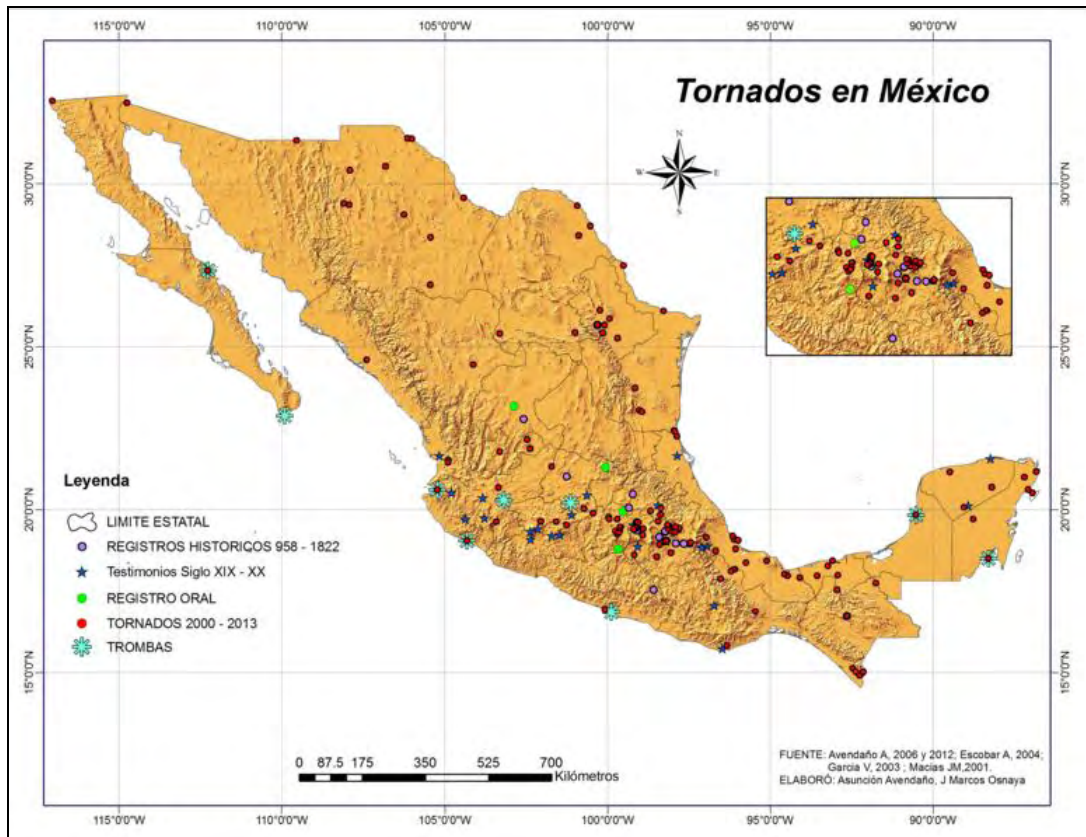 115°0'0"W
110°0'0"W
105°0'0"W
100°0'0"W
95°0'0"W
90°0'0"W
Tornados en México
N
W
E
S
30°0'0"N
30°0'0"N
25°0'0"N
25°0'0"N
20°0'0"N
20°0'0"N
15°0'0"N
15°0'0"N
Leyenda
LIMITE ESTATAL
REGISTROS HISTORICOS 958 - 1822
Testimonios Siglo XIX - XX
REGISTRO ORAL
TORNADOS 2000 - 2013
TROMBAS
0 87.5 175 350 525 700
Kilómetros
FUENTE: Avendaño A, 2006 y 2012; Escobar A, 2004;
Garcia V, 2003 ; Macias JM,2001.
ELABORÓ: Asunción Avendaño, J Marcos Osnaya
115°0'0"W
110°0'0"W
105°0'0"W
100°0'0"W
95°0'0"W
90°0'0"W